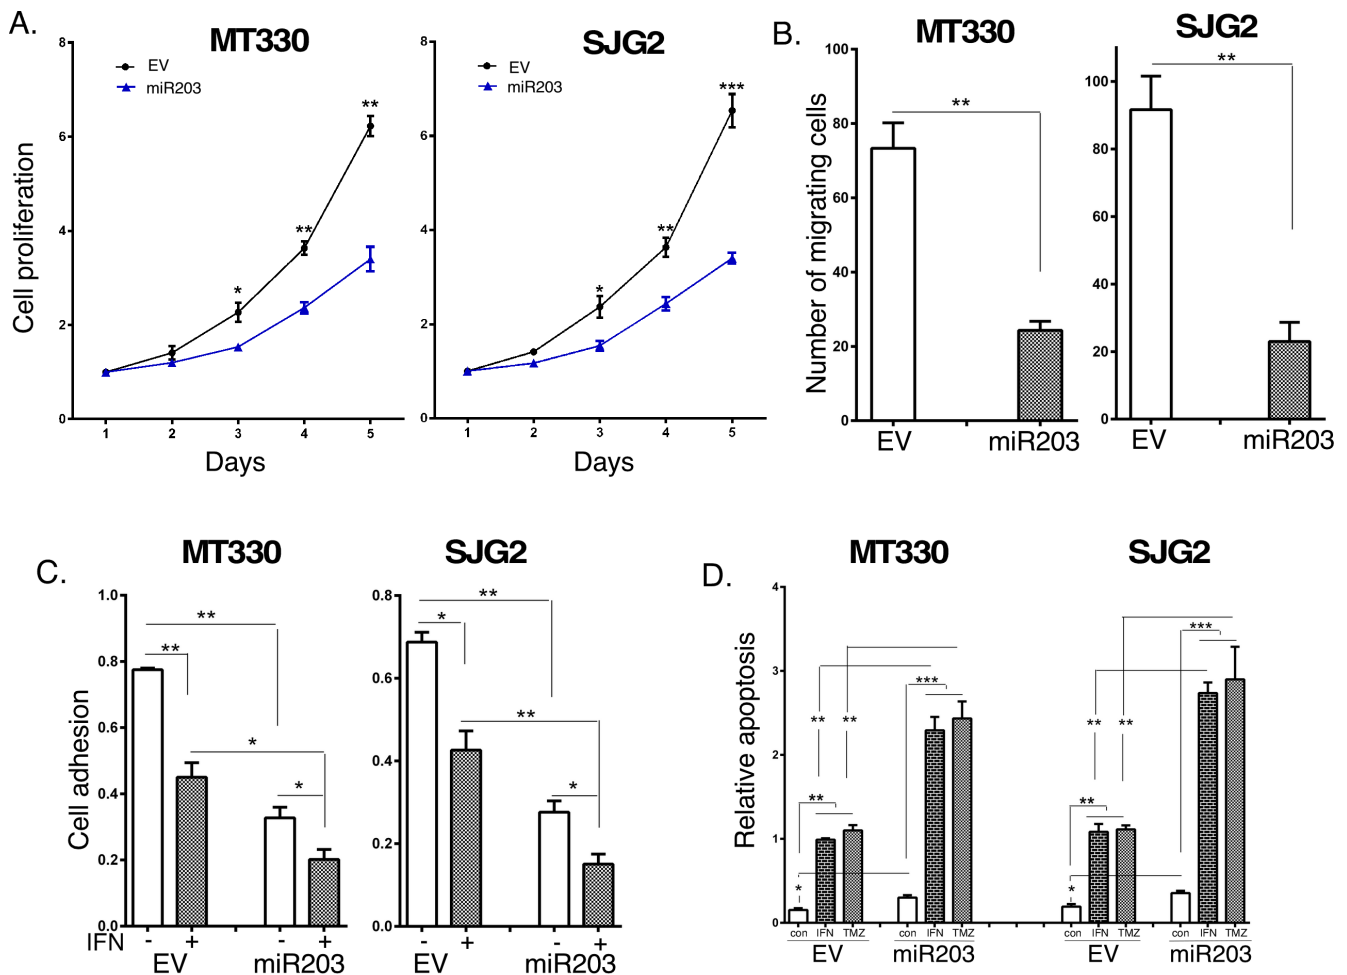 A.
MT330
SJG2
EV
miR203
EV
miR203
Cell proliferation
8
6
4
2
0
* ** **
1 2 3 4 5
Days
8
6
4
2
0
* ** ***
1 2 3 4 5
Days
B.
MT330
SJG2
Number of migrating cells
100
80
60
40
20
0
**
EV miR203
100
80
60
40
20
0
**
EV miR203
C.
MT330
SJG2
Cell adhesion
1.0
0.8
0.6
0.4
0.2
0.0
**
**
*
*
IFN - + - +
EV miR203
0.8
0.6
0.4
0.2
0.0
**
*
**
*
- + - +
EV miR203
D.
MT330
SJG2
Relative apoptosis
4
3
2
1
0
***
** **
**
*
***
** **
**
*
con IFN TMZ con IFN TMZ con IFN TMZ con IFN TMZ
EV miR203 EV miR203